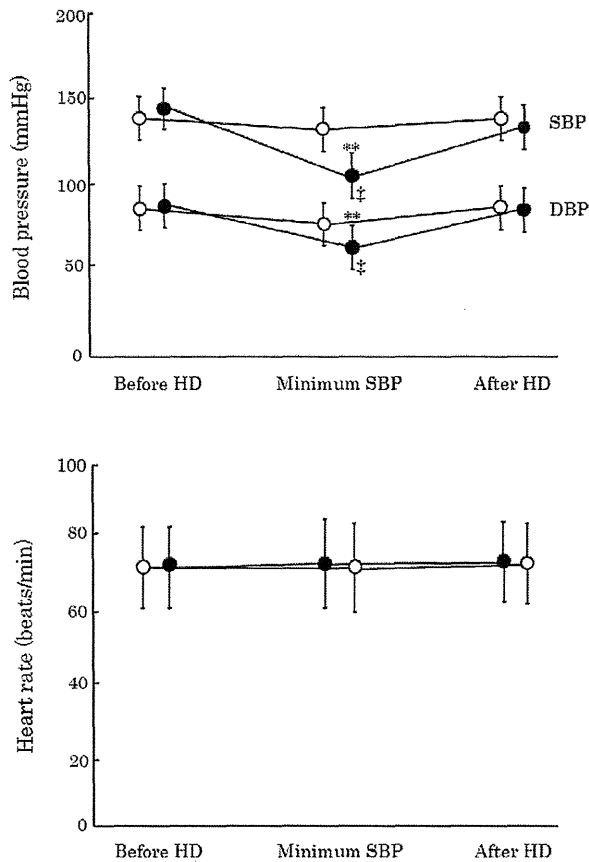 200
150
100
50
0
Blood pressure (mmHg)
SBP
**
‡
DBP
**
‡
Before HD Minimum SBP After HD
100
80
60
40
20
0
Heart rate (beats/min)
Before HD Minimum SBP After HD